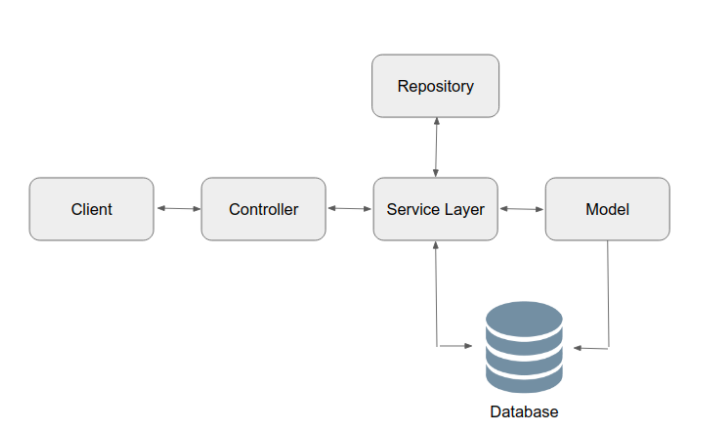 Repository
Client
Controller
Service Layer
Model
Database